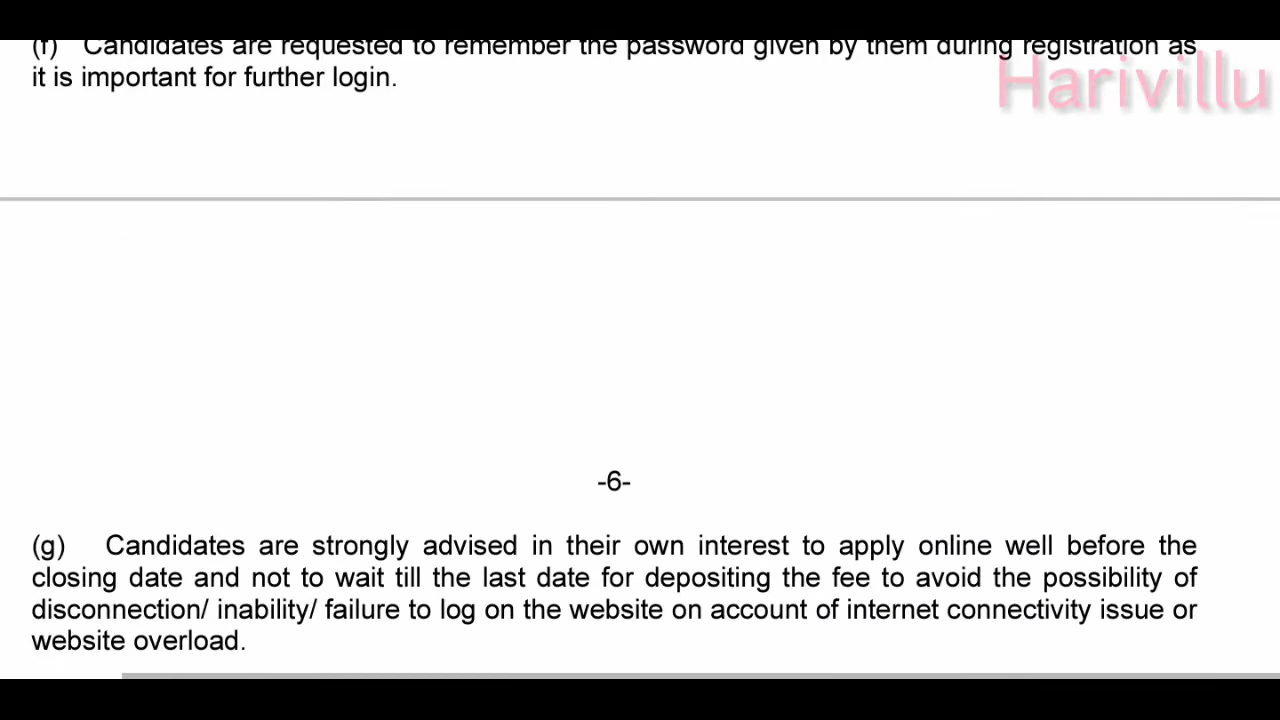 (f) Candidates are requested to remember the password given by them during registration as
Harivillu
it is important for further login.
-6-
(g) Candidates are strongly advised in their own interest to apply online well before the
closing date and not to wait till the last date for depositing the fee to avoid the possibility of
disconnection/ inability/ failure to log on the website on account of internet connectivity issue or
website overload.